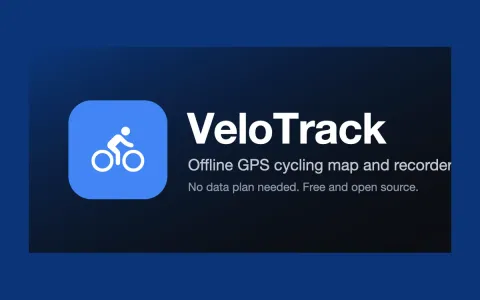 VeloTrack
Offline GPS cycling map and recorder
No data plan needed. Free and open source.